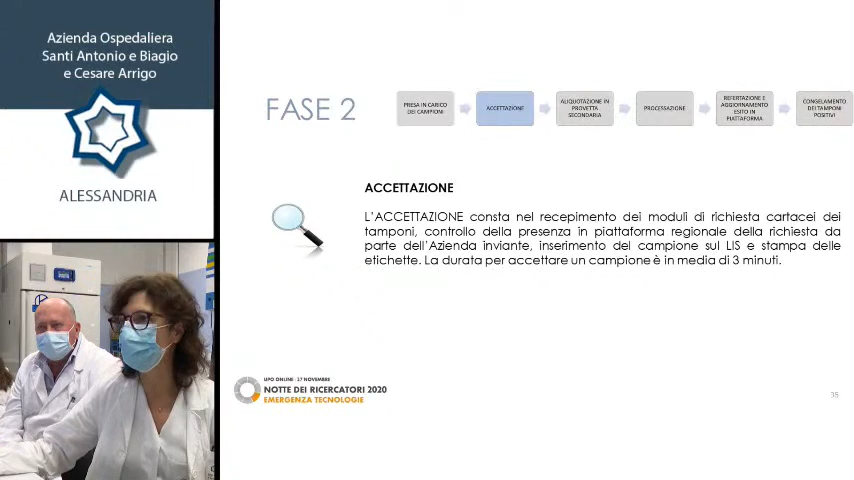 Azienda Ospedaliera
Santi Antonio e Biagio
e Cesare Arrigo
ALESSANDRIA
FASE 2
PRESA IN CARICO
DEI CAMPIONI
ACCETTAZIONE
ALIQUOTAZIONE IN
PROVETTA
SECONDARIA
PROCESSAZIONE
REFERTAZIONE E
AGGIORNAMENTO
ESITO IN
PIATTAFORMA
CONGELAMENTO
DEI TAMPONI
POSITIVI
ACCETTAZIONE
L'ACCETTAZIONE consta nel recepimento dei moduli di richiesta cartacei dei
tamponi, controllo della presenza in piattaforma regionale della richiesta da
parte dell'Azienda inviante, inserimento del campione sul LIS e stampa delle
etichette. La durata per accettare un campione è in media di 3 minuti.
UPO ONLINE · 27 NOVEMBRE
NOTTE DEI RICERCATORI 2020
EMERGENZA TECNOLOGIE